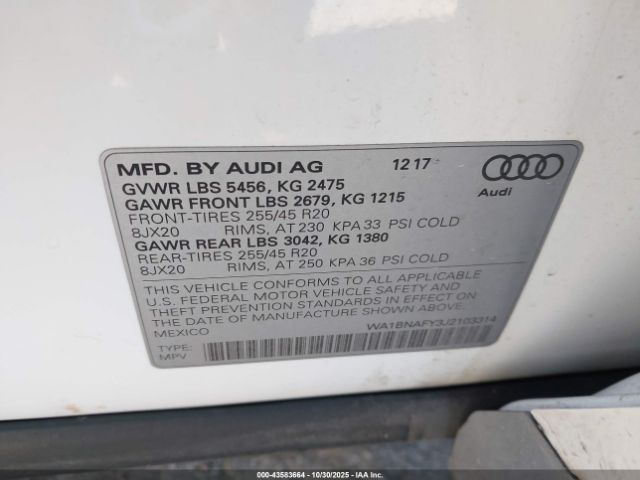 MFD. BY AUDI AG 12 17
GVWR LBS 5456, KG 2475
GAWR FRONT LBS 2679, KG 1215
FRONT-TIRES 255/45 R20
8JX20 RIMS, AT 230 KPA 33 PSI COLD
GAWR REAR LBS 3042, KG 1380
REAR-TIRES 255/45 R20
8JX20 RIMS, AT 250 KPA 36 PSI COLD
THIS VEHICLE CONFORMS TO ALL APPLICABLE
U.S. FEDERAL MOTOR VEHICLE SAFETY AND
THEFT PREVENTION STANDARDS IN EFFECT ON
THE DATE OF MANUFACTURE SHOWN ABOVE.
MEXICO
WA1BNAFY3J2103314
TYPE:
MPV
Audi
000-43583664 | 10/30/2025 | IAA Inc.